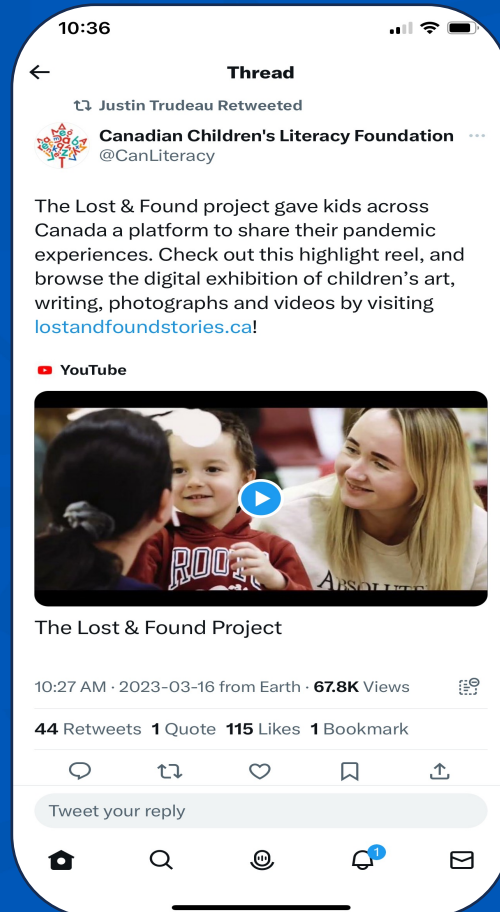 10:36
Thread
Justin Trudeau Retweeted
Canadian Children's Literacy Foundation
@CanLiteracy
The Lost & Found project gave kids across
Canada a platform to share their pandemic
experiences. Check out this highlight reel, and
browse the digital exhibition of children’s art,
writing, photographs and videos by visiting
lostandfoundstories.ca!
YouTube
ROOTS
ABSOLUTE
The Lost & Found Project
10:27 AM · 2023-03-16 from Earth · 67.8K Views
44 Retweets 1 Quote 115 Likes 1 Bookmark
Tweet your reply
1